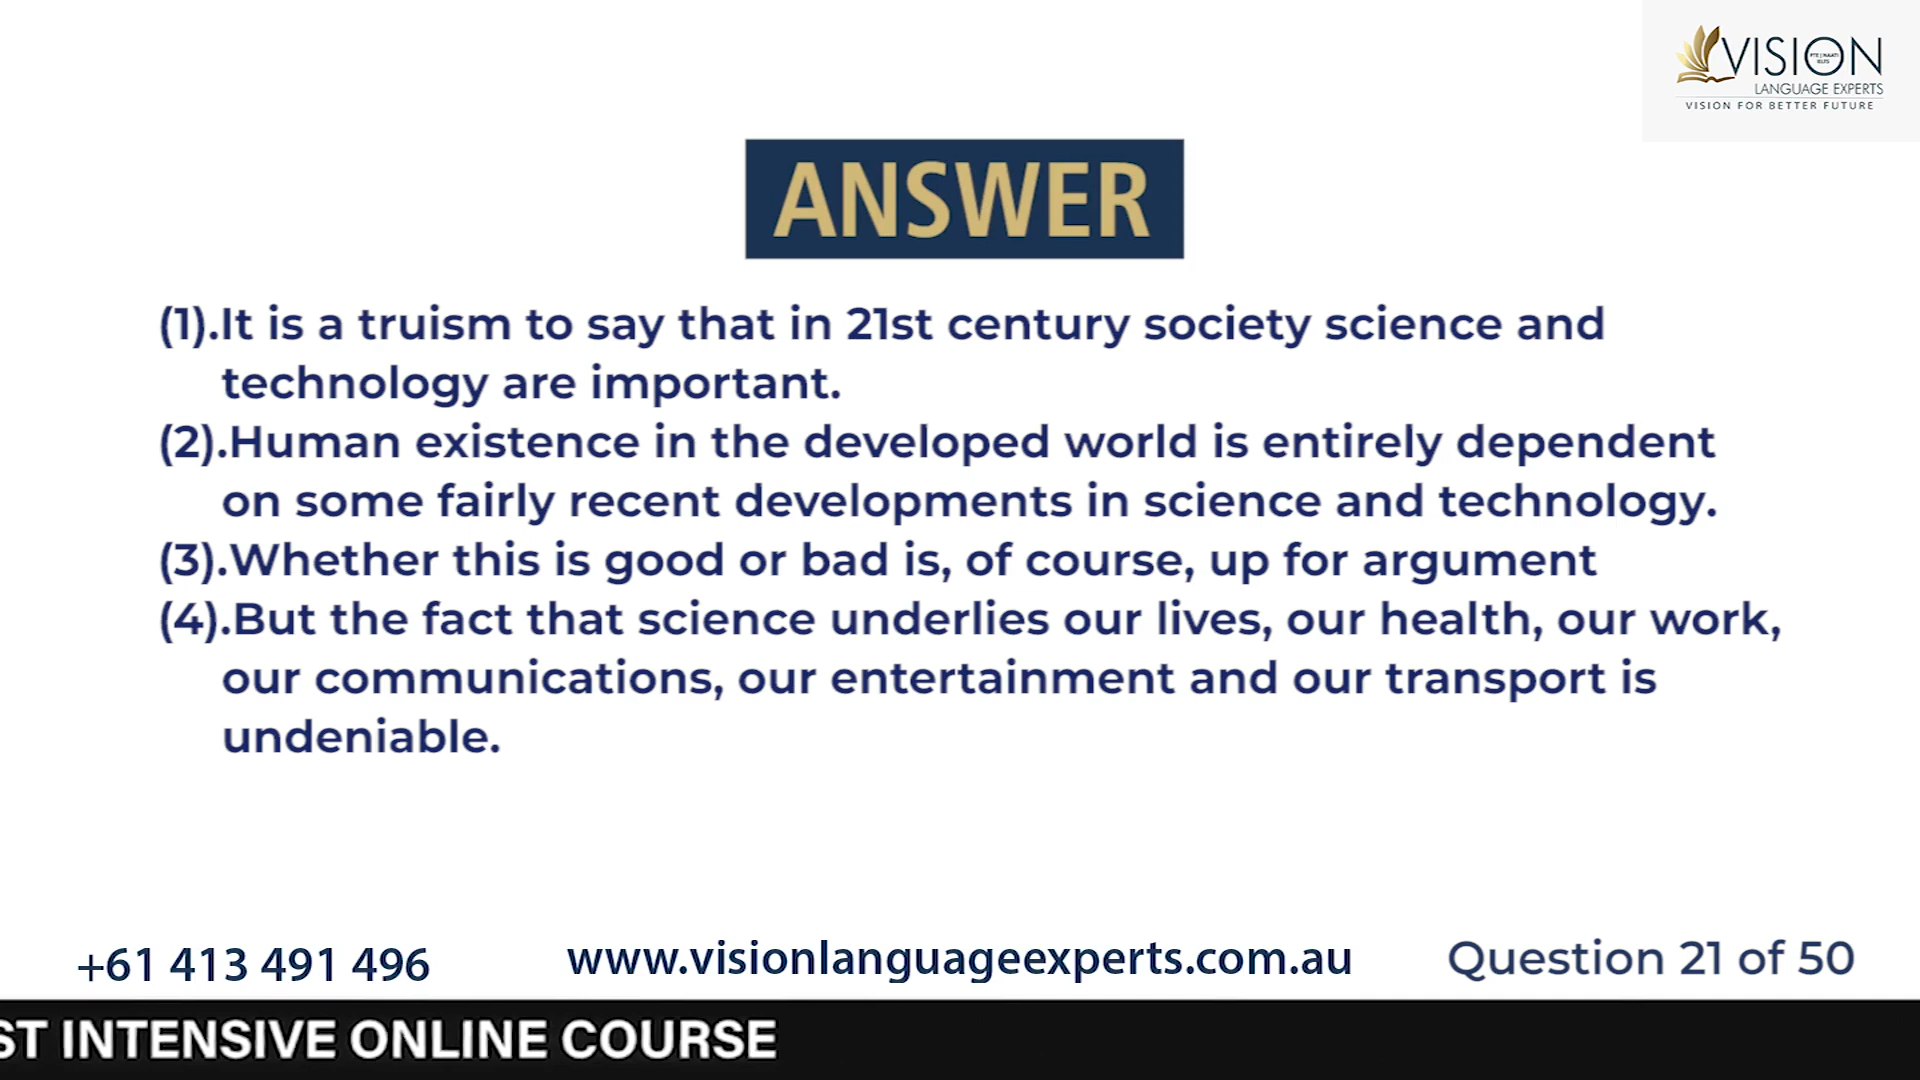 VISION
LANGUAGE EXPERTS
VISION FOR BETTER FUTURE
ANSWER
(1).It is a truism to say that in 21st century society science and
technology are important.
(2).Human existence in the developed world is entirely dependent
on some fairly recent developments in science and technology.
(3).Whether this is good or bad is, of course, up for argument
(4).But the fact that science underlies our lives, our health, our work,
our communications, our entertainment and our transport is
undeniable.
+61 413 491 496
www.visionlanguageexperts.com.au
Question 21 of 50
ST INTENSIVE ONLINE COURSE